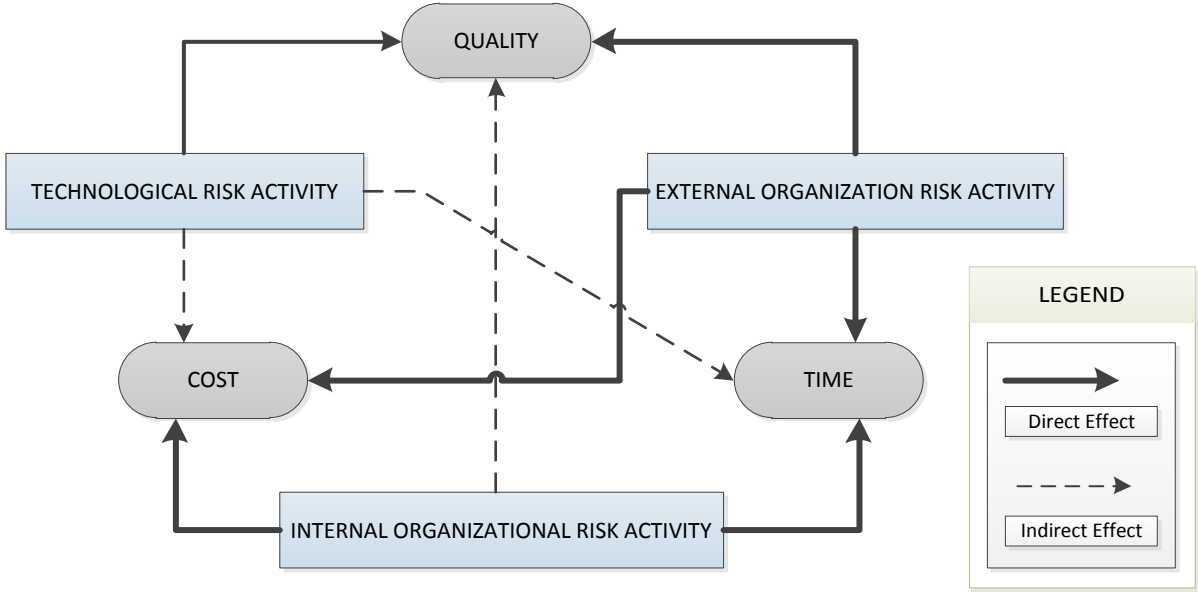 QUALITY
TECHNOLOGICAL RISK ACTIVITY
EXTERNAL ORGANIZATION RISK ACTIVITY
LEGEND
COST
TIME
Direct Effect
INTERNAL ORGANIZATIONAL RISK ACTIVITY
Indirect Effect